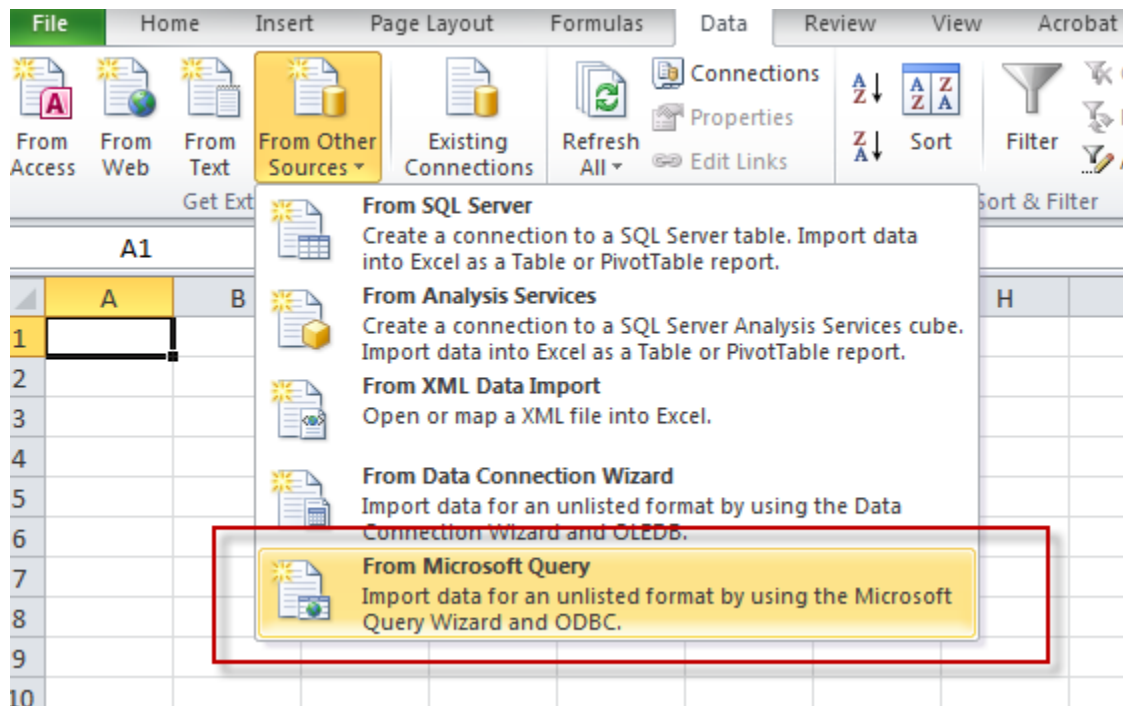 File Home Insert Page Layout Formulas Data Review View Acrobat
Connections
Properties
Edit Links
From Access
From Web
From Text
From Other Sources
Existing Connections
Refresh All
Sort
Filter
Get Ext
Sort & Filter
From SQL Server
Create a connection to a SQL Server table. Import data
into Excel as a Table or PivotTable report.
From Analysis Services
Create a connection to a SQL Server Analysis Services cube.
Import data into Excel as a Table or PivotTable report.
From XML Data Import
Open or map a XML file into Excel.
From Data Connection Wizard
Import data for an unlisted format by using the Data
Connection Wizard and OLEDB.
From Microsoft Query
Import data for an unlisted format by using the Microsoft
Query Wizard and ODBC.
A1
A B H
1
2
3
4
5
6
7
8
9
10